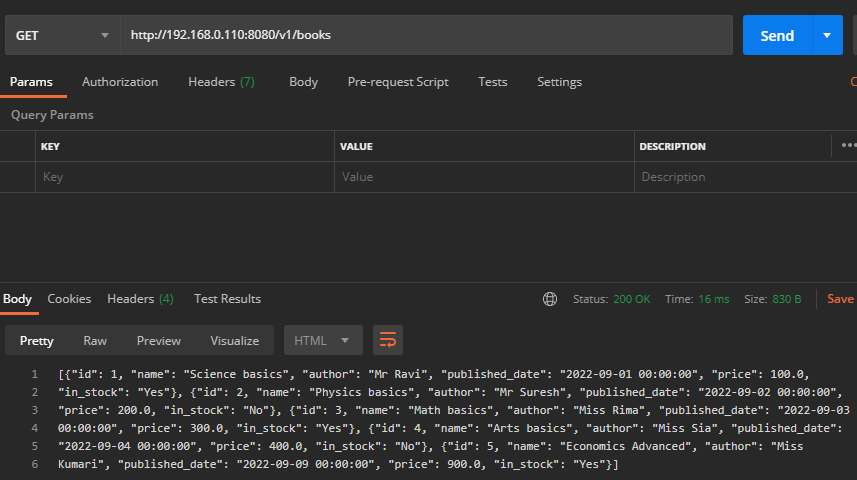 GET http://192.168.0.110:8080/v1/books Send
Params Authorization Headers (7) Body Pre-request Script Tests Settings
Query Params
KEY VALUE DESCRIPTION
Key Value Description
Body Cookies Headers (4) Test Results Status: 200 OK Time: 16 ms Size: 830 B Save
Pretty Raw Preview Visualize HTML
1 [{"id": 1, "name": "Science basics", "author": "Mr Ravi", "published_date": "2022-09-01 00:00:00", "price": 100.0,
2 "in_stock": "Yes"}, {"id": 2, "name": "Physics basics", "author": "Mr Suresh", "published_date": "2022-09-02 00:00:00",
3 "price": 200.0, "in_stock": "No"}, {"id": 3, "name": "Math basics", "author": "Miss Rima", "published_date": "2022-09-03
4 00:00:00", "price": 300.0, "in_stock": "Yes"}, {"id": 4, "name": "Arts basics", "author": "Miss Sia", "published_date":
5 "2022-09-04 00:00:00", "price": 400.0, "in_stock": "No"}, {"id": 5, "name": "Economics Advanced", "author": "Miss
6 Kumari", "published_date": "2022-09-09 00:00:00", "price": 900.0, "in_stock": "Yes"}]